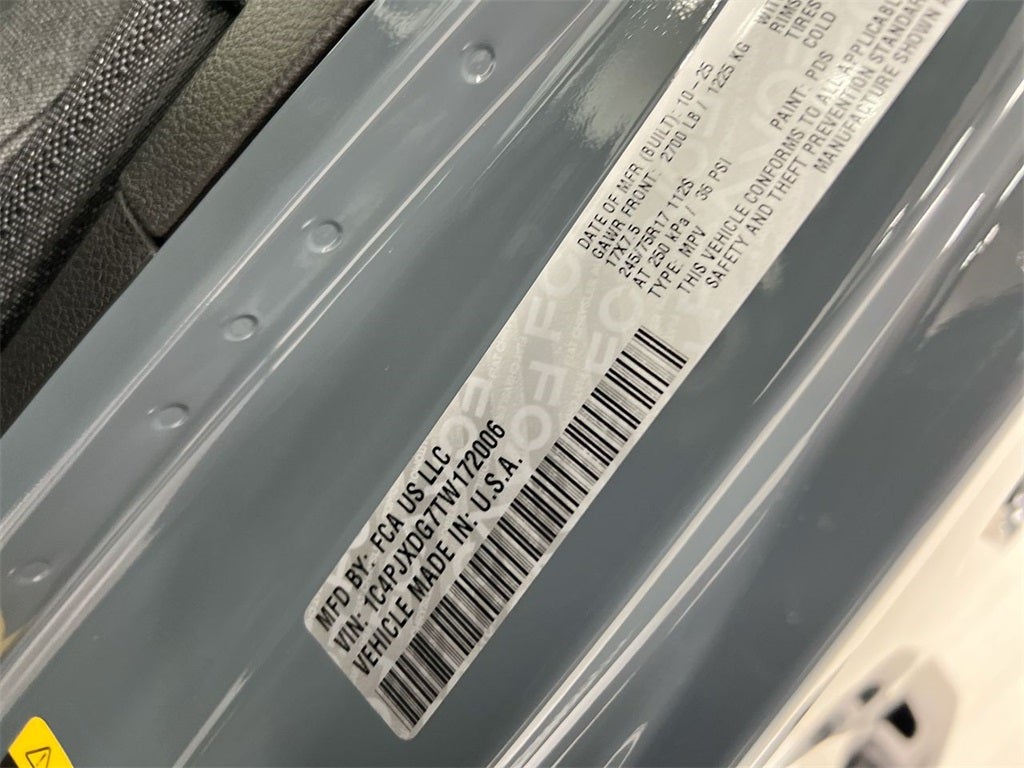 MFD BY: FCA US LLC
VIN: 1C4PJXDG7TW172006
VEHICLE MADE IN: U.S.A.
DATE OF MFR. (BUILT): 10-25
GAWR FRONT: 2700 LB / 1225 KG
17X7.5
245/75R17 112S
AT 250 kPa / 36 PSI
TYPE: MPV
THIS VEHICLE CONFORMS TO ALL APPLICABLE
SAFETY AND THEFT PREVENTION STANDARD
MANUFACTURE SHOWN A
RIMS
TIRES
COLD
PAINT: PDS